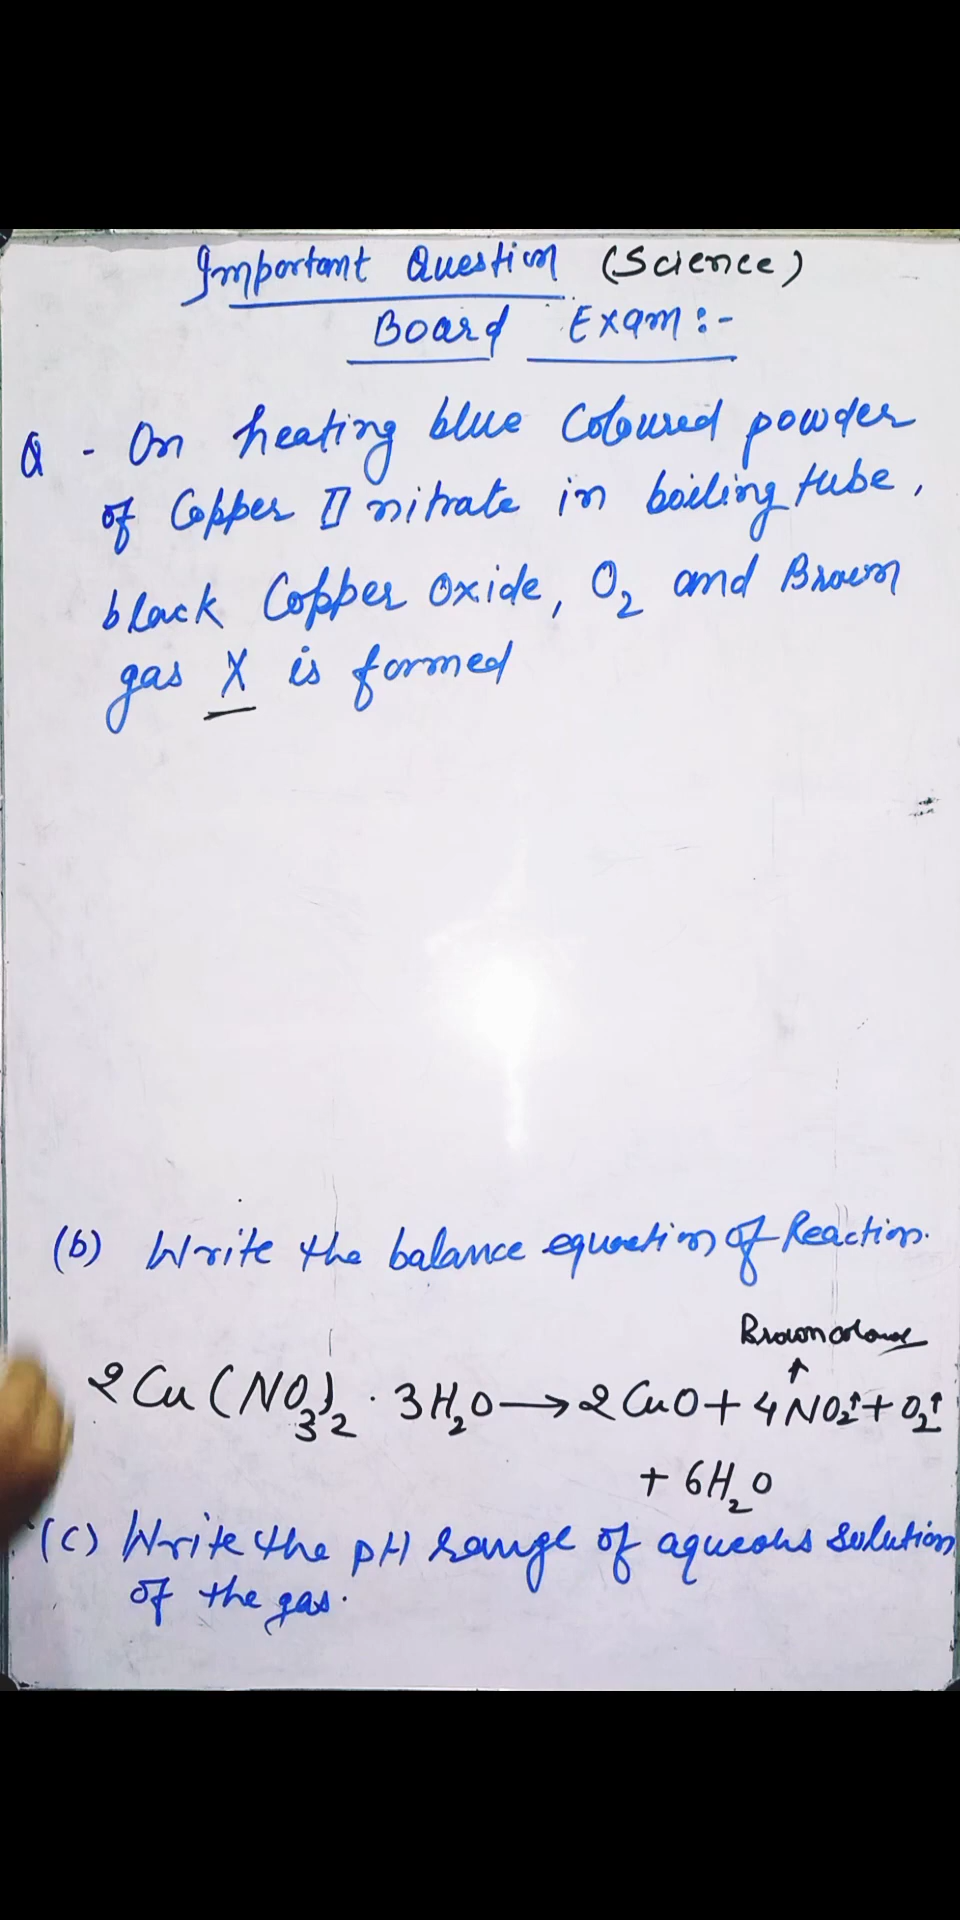 Important Question (Science)
Board Exam :-
Q - On heating blue Coloured powder
of Copper II nitrate in boiling tube,
black Copper Oxide, O2 and Brown
gas X is formed
(b) Write the balance equation of Reaction.
Brown colour
2Cu(NO3)2 · 3H2O → 2CuO + 4NO2↑ + O2↑
+ 6H2O
(c) Write the pH range of aqueous solution
of the gas.